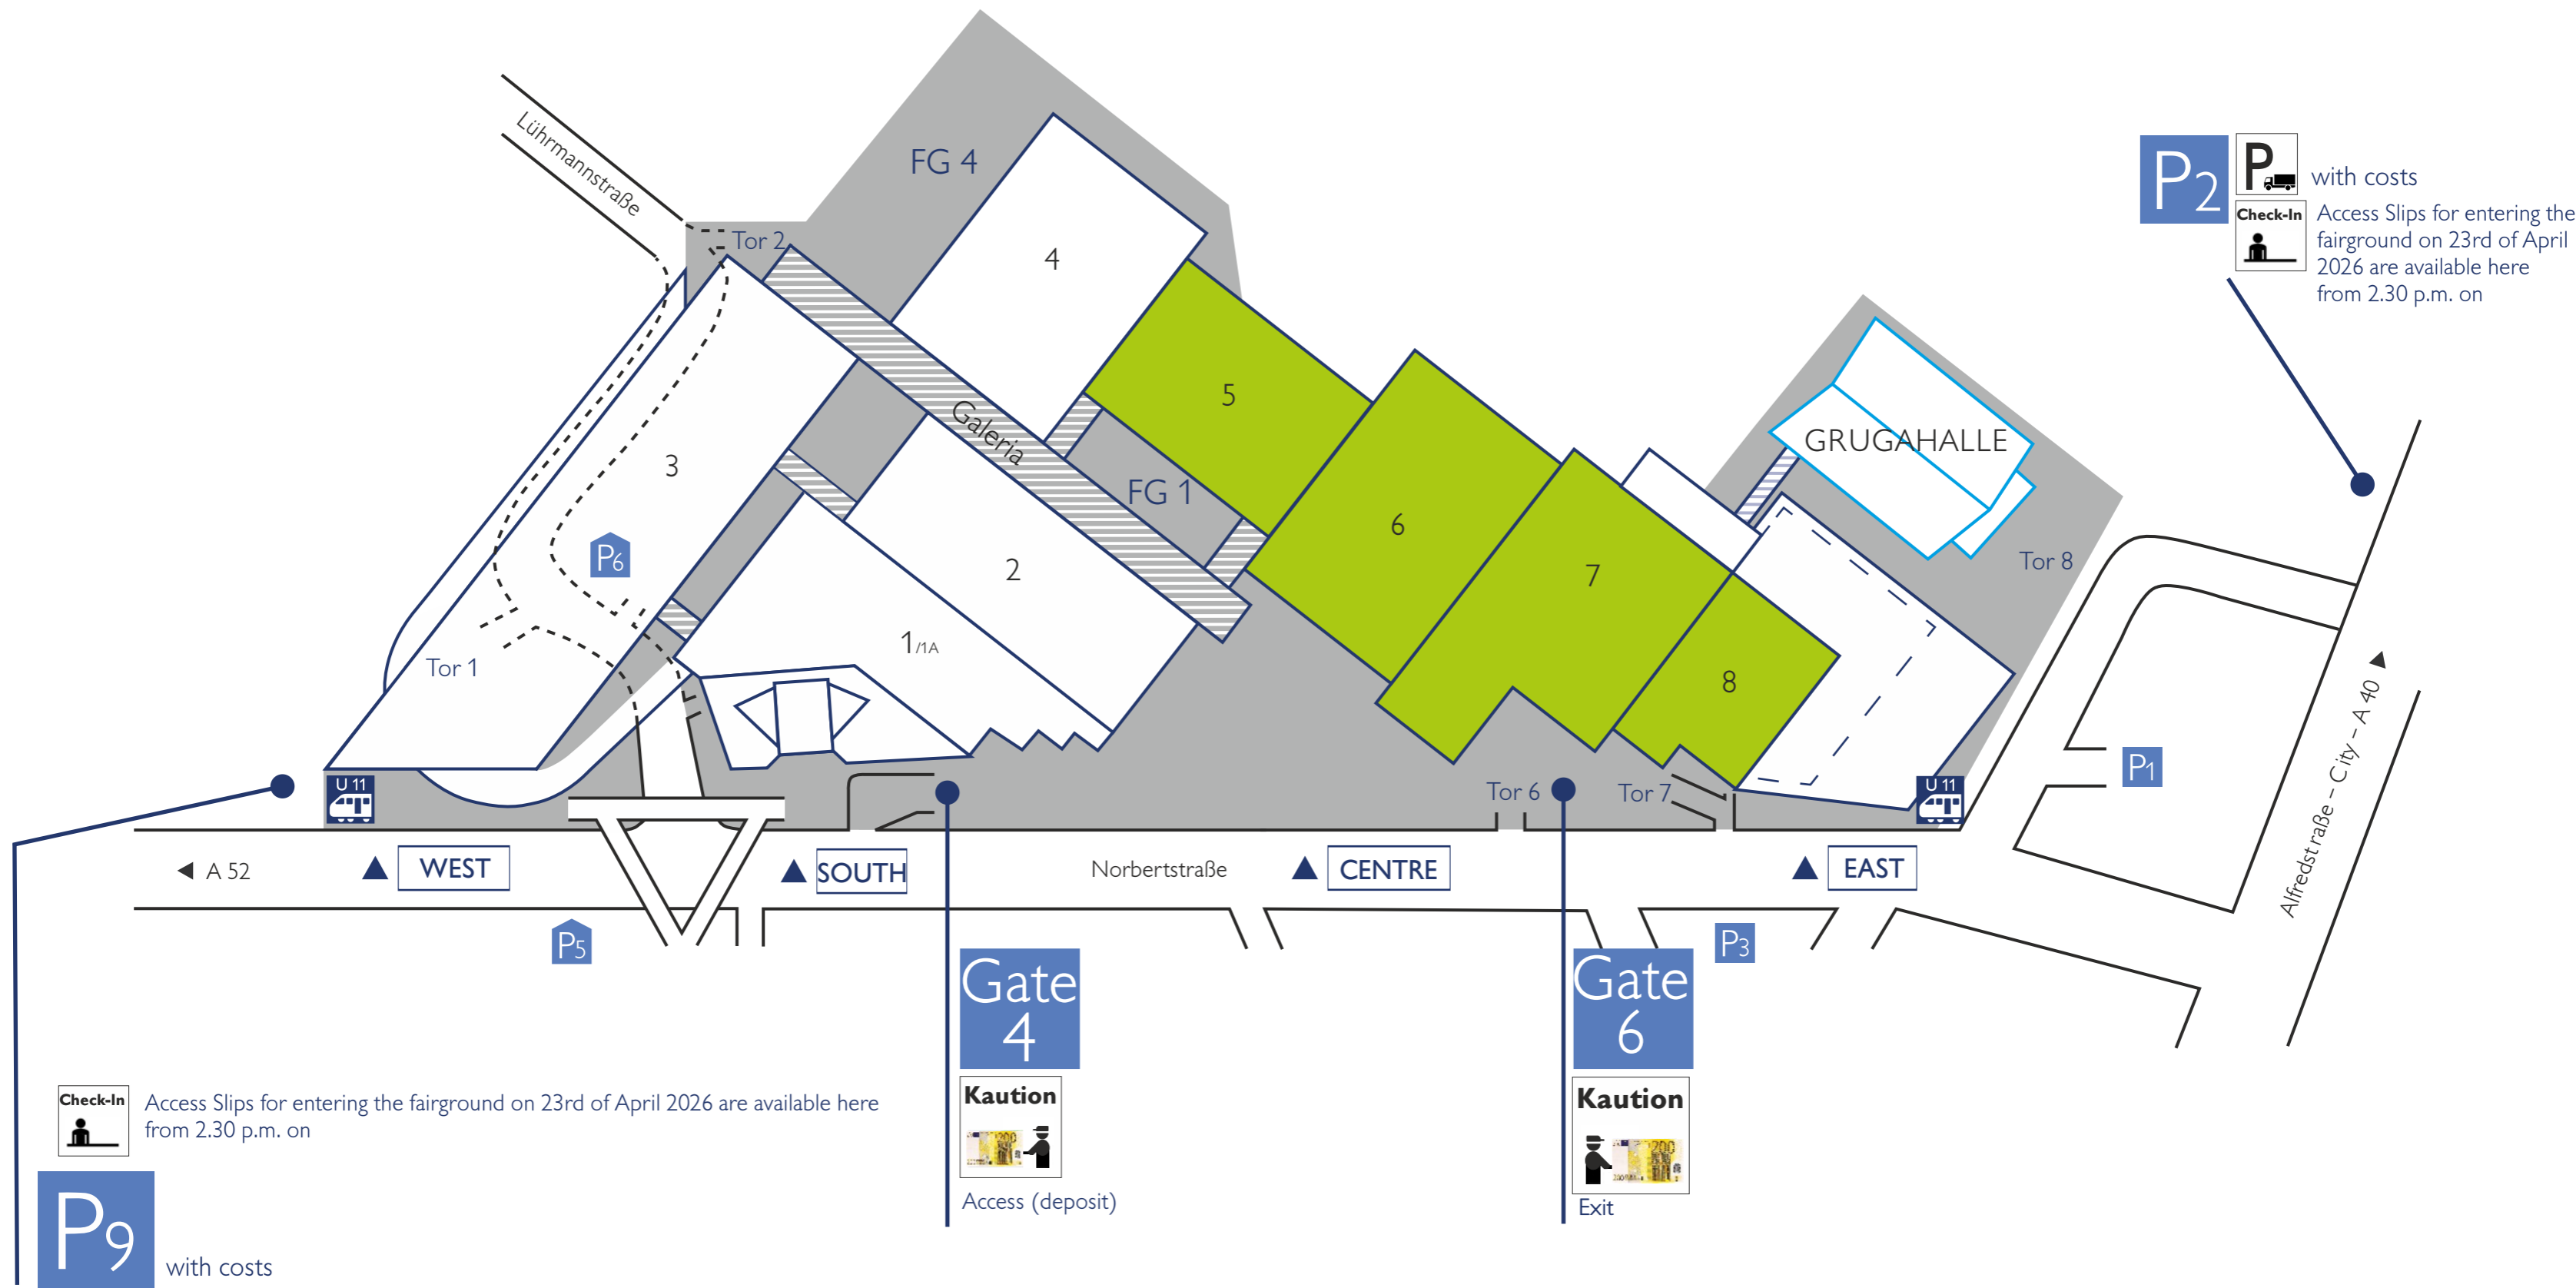 Lührmannstraße
FG 4
Tor 2
4
P2
P
with costs
Check-In
Access Slips for entering the
fairground on 23rd of April
2026 are available here
from 2.30 p.m. on
5
Galeria
GRUGAHALLE
3
FG 1
6
P6
2
7
Tor 8
1/1A
Tor 1
8
Alfredstraße – City – A 40
P1
U 11
U 11
Tor 6
Tor 7
A 52
WEST
SOUTH
Norbertstraße
CENTRE
EAST
P5
P3
Gate
4
Gate
6
Kaution
200
Kaution
200
Access (deposit)
Exit
Check-In
Access Slips for entering the fairground on 23rd of April 2026 are available here
from 2.30 p.m. on
P9
with costs